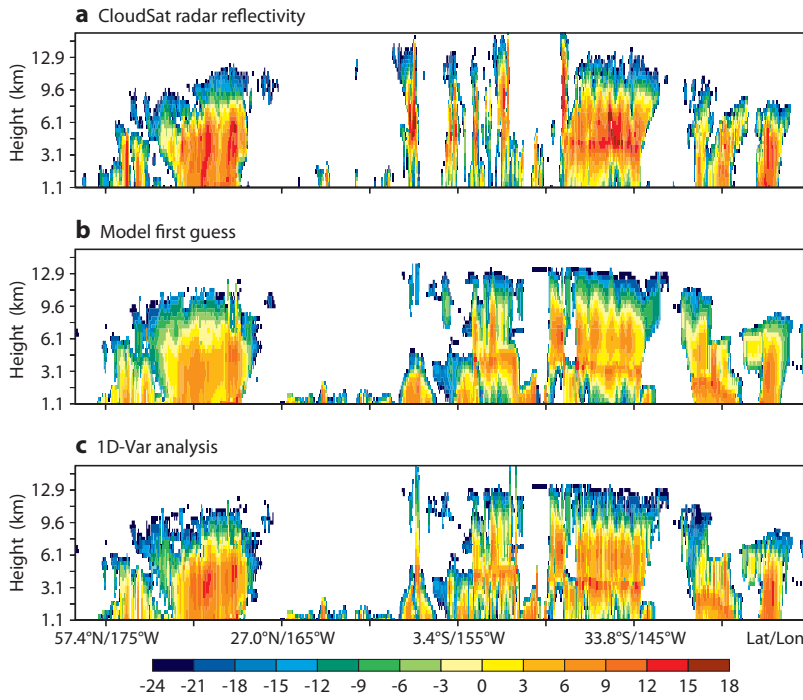 a CloudSat radar reflectivity
Height (km)
12.9
9.6
6.1
3.1
1.1
b Model first guess
Height (km)
12.9
9.6
6.1
3.1
1.1
c 1D-Var analysis
Height (km)
12.9
9.6
6.1
3.1
1.1
57.4°N/175°W 27.0°N/165°W 3.4°S/155°W 33.8°S/145°W Lat/Lon
-24 -21 -18 -15 -12 -9 -6 -3 0 3 6 9 12 15 18